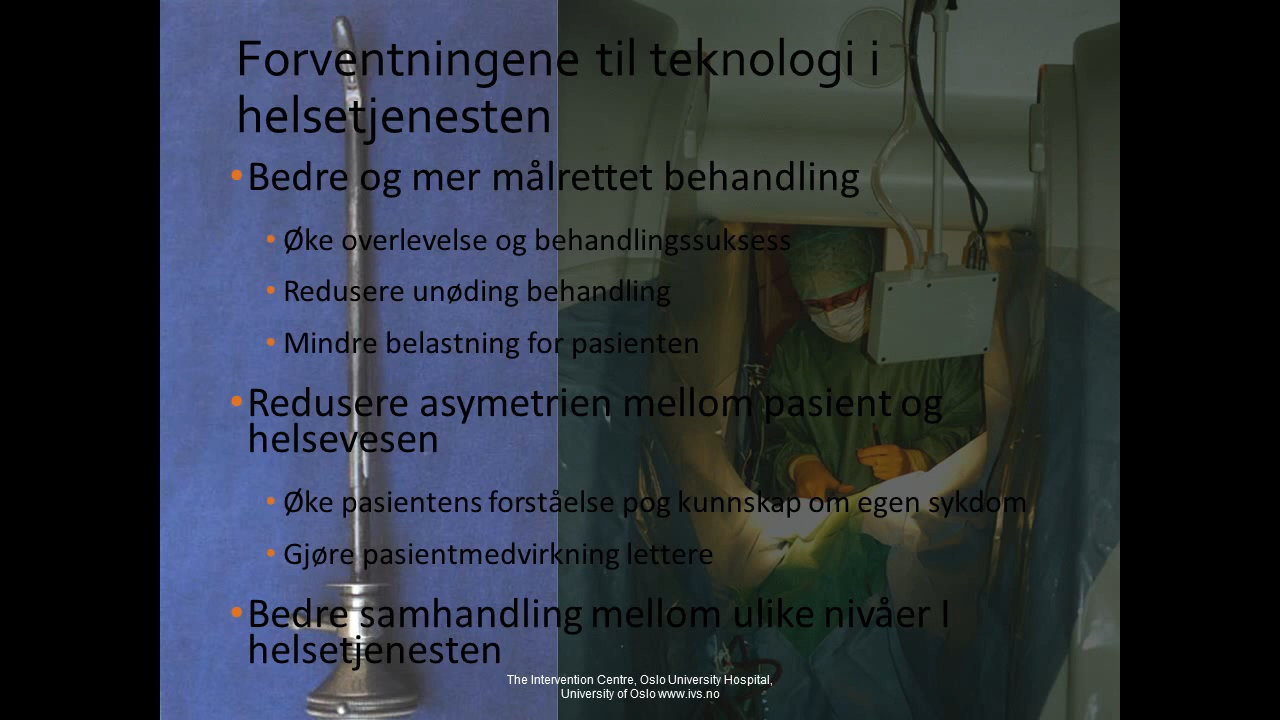 Forventningene til teknologi i
helsetjenesten
•Bedre og mer målrettet behandling
•Øke overlevelse og behandlingssuksess
•Redusere unøding behandling
•Mindre belastning for pasienten
•Redusere asymetrien mellom pasient og
helsevesen
•Øke pasientens forståelse pog kunnskap om egen sykdom
•Gjøre pasientmedvirkning lettere
•Bedre samhandling mellom ulike nivåer I
helsetjenesten
The Intervention Centre, Oslo University Hospital,
University of Oslo www.ivs.no